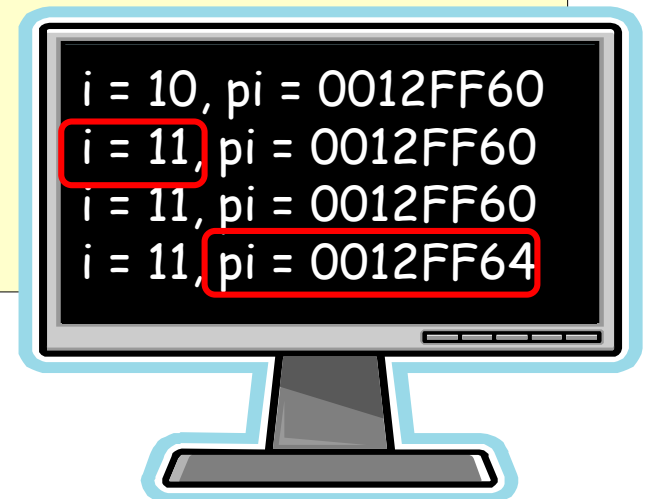 i = 10, pi = 0012FF60
i = 11, pi = 0012FF60
i = 11, pi = 0012FF60
i = 11, pi = 0012FF64